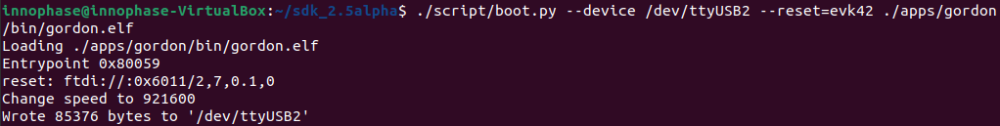 innophase@innophase-VirtualBox:~/sdk_2.5alpha$ ./script/boot.py --device /dev/ttyUSB2 --reset=evk42 ./apps/gordon
/bin/gordon.elf
Loading ./apps/gordon/bin/gordon.elf
Entrypoint 0x80059
reset: ftdi://:0x6011/2,7,0.1,0
Change speed to 921600
Wrote 85376 bytes to '/dev/ttyUSB2'